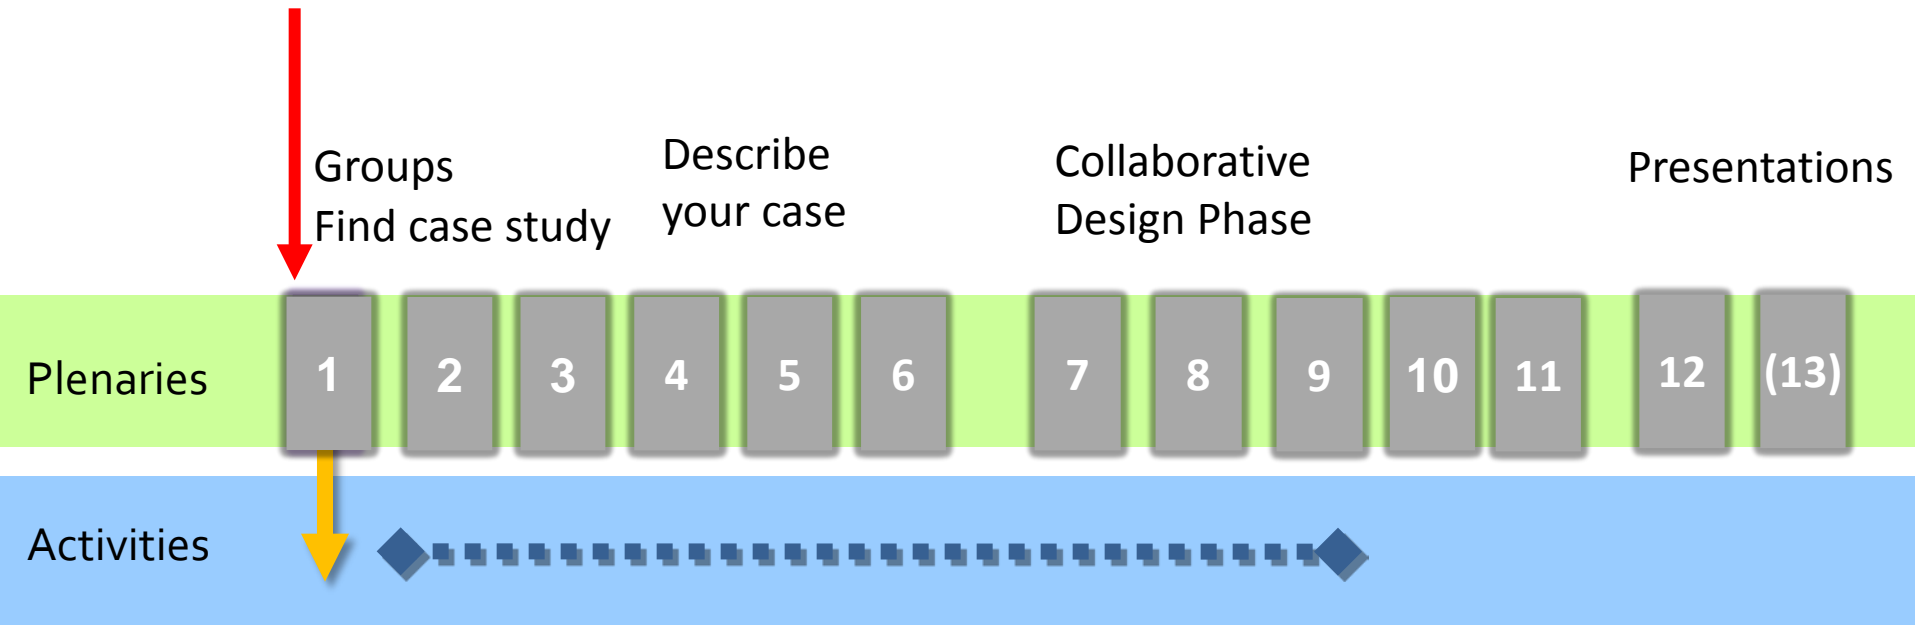 Groups
Find case study
Describe
your case
Collaborative
Design Phase
Presentations
Plenaries 1 2 3 4 5 6 7 8 9 10 11 12 (13)
Activities